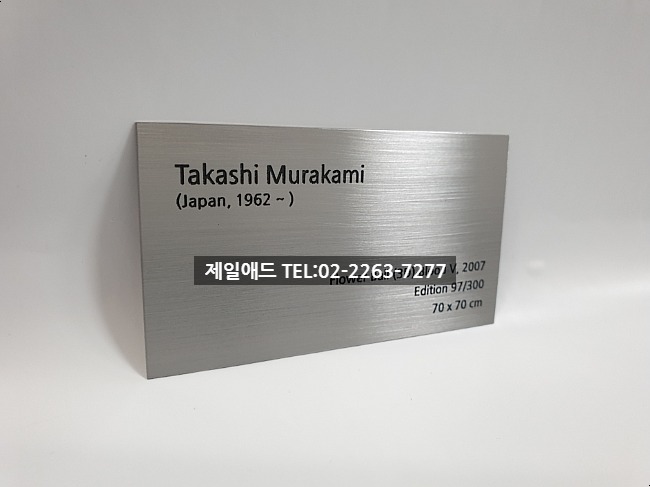 Takashi Murakami
(Japan, 1962 ~ )
제일애드 TEL:02-2263-7277
Flower V, 2007
Edition 97/300
70 x 70 cm